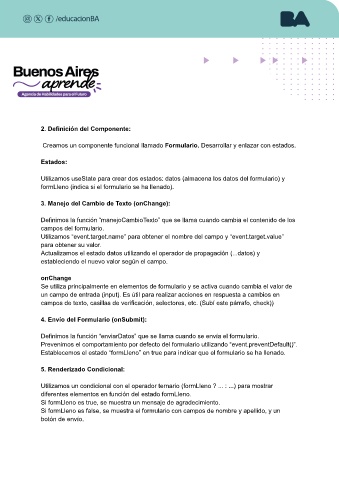 /educacionBA
BA
Buenos Aires
aprende
Agencia de Habilidades para el Futuro
2. Definición del Componente:
Creamos un componente funcional llamado Formulario. Desarrollar y enlazar con estados.
Estados:
Utilizamos useState para crear dos estados: datos (almacena los datos del formulario) y
formLleno (indica si el formulario se ha llenado).
3. Manejo del Cambio de Texto (onChange):
Definimos la función "manejoCambioTexto" que se llama cuando cambia el contenido de los
campos del formulario.
Utilizamos "event.target.name" para obtener el nombre del campo y "event.target.value"
para obtener su valor.
Actualizamos el estado datos utilizando el operador de propagación (...datos) y
estableciendo el nuevo valor según el campo.
onChange
Se utiliza principalmente en elementos de formulario y se activa cuando cambia el valor de
un campo de entrada (input). Es útil para realizar acciones en respuesta a cambios en
campos de texto, casillas de verificación, selectores, etc. (Subí este párrafo, check))
4. Envío del Formulario (onSubmit):
Definimos la función "enviarDatos" que se llama cuando se envía el formulario.
Prevenimos el comportamiento por defecto del formulario utilizando "event.preventDefault()".
Establecemos el estado "formLleno" en true para indicar que el formulario se ha llenado.
5. Renderizado Condicional:
Utilizamos un condicional con el operador ternario (formLleno ? ... : ...) para mostrar
diferentes elementos en función del estado formLleno.
Si formLleno es true, se muestra un mensaje de agradecimiento.
Si formLleno es false, se muestra el formulario con campos de nombre y apellido, y un
botón de envío.